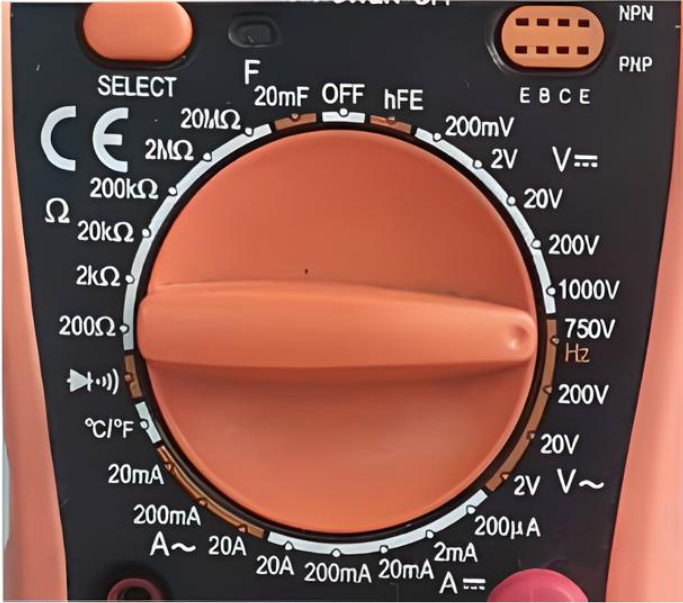 NPN
PNP
E B C E
SELECT
F
20mF
OFF
hFE
20MΩ
200mV
2MΩ
2V
V⎓
200kΩ
20V
Ω
20kΩ
200V
2kΩ
1000V
200Ω
750V
Hz
200V
°C/°F
20V
20mA
2V
V~
200mA
200µA
A~
20A
2mA
20A
200mA
20mA
A⎓
CE